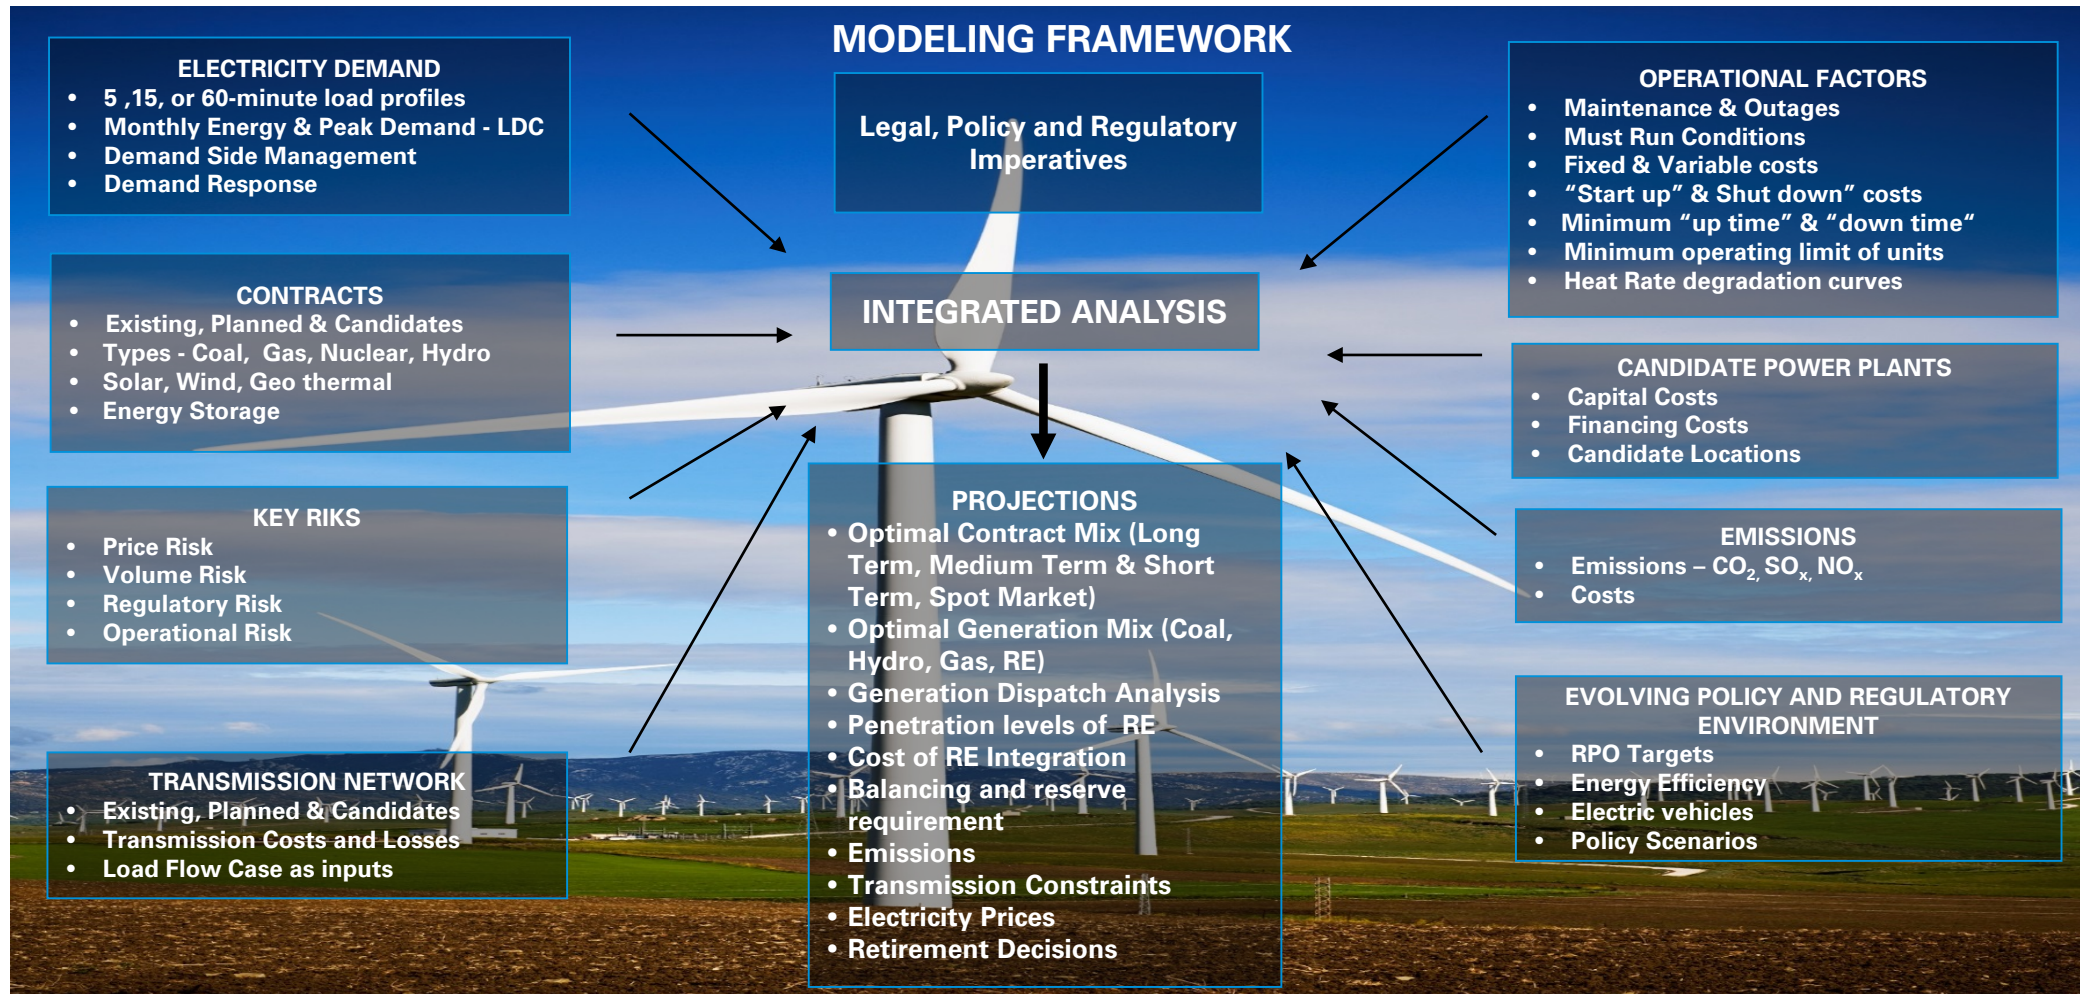 MODELING FRAMEWORK
ELECTRICITY DEMAND
• 5 ,15, or 60-minute load profiles
• Monthly Energy & Peak Demand - LDC
• Demand Side Management
• Demand Response
CONTRACTS
• Existing, Planned & Candidates
• Types - Coal, Gas, Nuclear, Hydro
• Solar, Wind, Geo thermal
• Energy Storage
KEY RIKS
• Price Risk
• Volume Risk
• Regulatory Risk
• Operational Risk
TRANSMISSION NETWORK
• Existing, Planned & Candidates
• Transmission Costs and Losses
• Load Flow Case as inputs
Legal, Policy and Regulatory
Imperatives
INTEGRATED ANALYSIS
PROJECTIONS
• Optimal Contract Mix (Long
Term, Medium Term & Short
Term, Spot Market)
• Optimal Generation Mix (Coal,
Hydro, Gas, RE)
• Generation Dispatch Analysis
• Penetration levels of RE
• Cost of RE Integration
• Balancing and reserve
requirement
• Emissions
• Transmission Constraints
• Electricity Prices
• Retirement Decisions
OPERATIONAL FACTORS
• Maintenance & Outages
• Must Run Conditions
• Fixed & Variable costs
• “Start up” & Shut down” costs
• Minimum “up time” & “down time“
• Minimum operating limit of units
• Heat Rate degradation curves
CANDIDATE POWER PLANTS
• Capital Costs
• Financing Costs
• Candidate Locations
EMISSIONS
• Emissions – CO2, SOx, NOx
• Costs
EVOLVING POLICY AND REGULATORY
ENVIRONMENT
• RPO Targets
• Energy Efficiency
• Electric vehicles
• Policy Scenarios